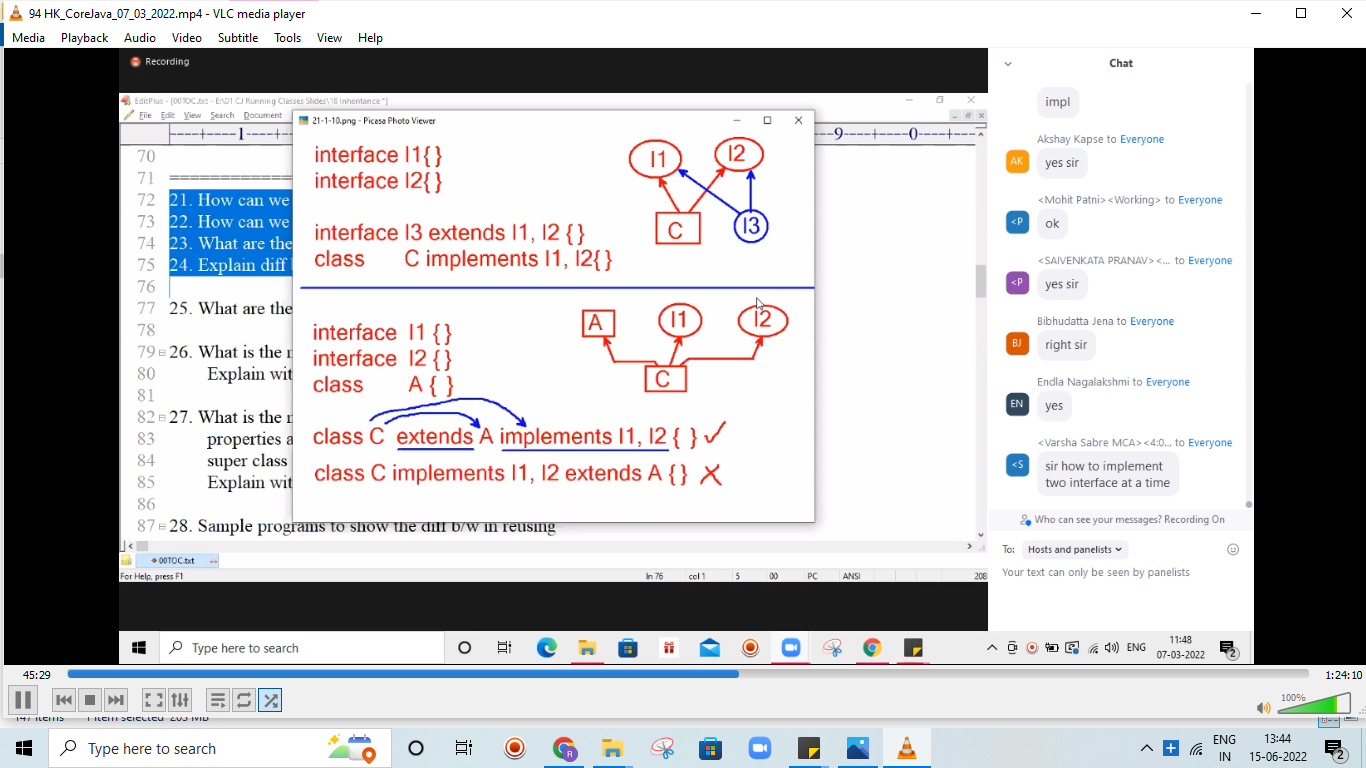 94 HK_CoreJava_07_03_2022.mp4 - VLC media player
Media Playback Audio Video Subtitle Tools View Help
Recording
EditPlus - [00TOC.txt - E:\01 CJ Running Classes Slides\18 Inheritance *]
File Edit View Search Document
----+----1----+
9----+----0----+--
70
71 ============
72 21. How can we
73 22. How can we
74 23. What are the
75 24. Explain diff b
76
77 25. What are the
78
79 26. What is the
80 Explain wit
81
82 27. What is the
83 properties a
84 super class
85 Explain wit
86
87 28. Sample programs to show the diff b/w in reusing
21-1-10.png - Picasa Photo Viewer
interface I1{ }
interface I2{ }
interface I3 extends I1, I2 { }
class C implements I1, I2{ }
I1 I2
C I3
interface I1 { }
interface I2 { }
class A { }
A I1 I2
C
class C extends A implements I1, I2 { } ✓
class C implements I1, I2 extends A { } X
00TOC.txt
For Help, press F1 ln 76 col 1 5 00 PC ANSI 208
Chat
impl
Akshay Kapse to Everyone
AK
yes sir
<Mohit Patni><Working> to Everyone
<P
ok
<SAIVENKATA PRANAV><... to Everyone
<P
yes sir
Bibhudatta Jena to Everyone
BJ
right sir
Endla Nagalakshmi to Everyone
EN
yes
<Varsha Sabre MCA><4:0... to Everyone
<S
sir how to implement
two interface at a time
Who can see your messages? Recording On
To: Hosts and panelists
Your text can only be seen by panelists
Type here to search
ENG
11:48
07-03-2022
2
45:29
1:24:10
100%
147 items 1 item selected 203 MB
Type here to search
R
ENG
IN
13:44
15-06-2022
2